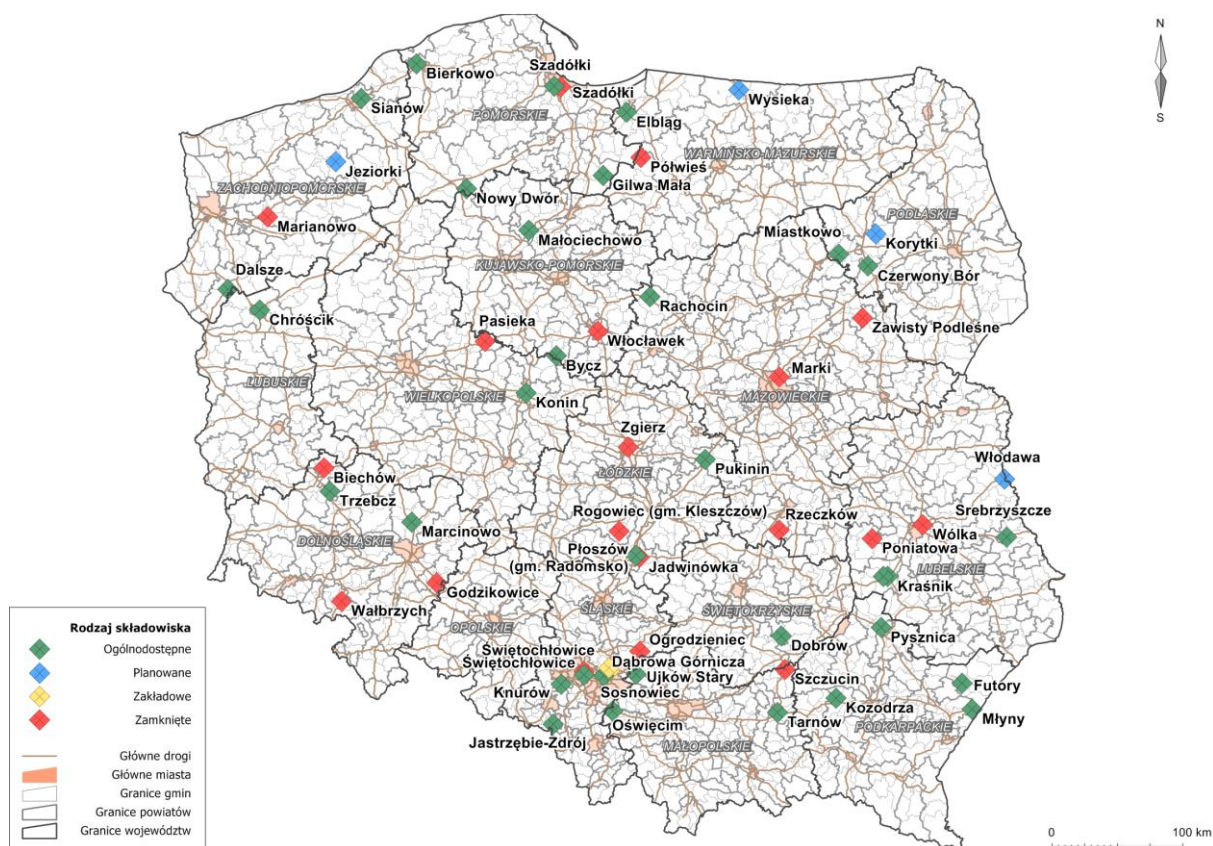 N
S
Szadółki
Bierkowo
Szadółki
Wysieka
Sianów
POMORSKIE
Elbląg
WARMIŃSKO-MAZURSKIE
Półwieś
Jeziorki
Gilwa Mała
ZACHODNIOPOMORSKIE
Nowy Dwór
PODLASKIE
Marianowo
Miastkowo
Małociechowo
Korytki
KUJAWSKO-POMORSKIE
Dalsze
Czerwony Bór
Rachocin
Chróścik
Pasieka
Zawisty Podleśne
Włocławek
Bycz
Marki
LUBUSKIE
WIELKOPOLSKIE
MAZOWIECKIE
Konin
Zgierz
Włodawa
Pukinin
Biechów
ŁÓDZKIE
Trzebcz
Srebrzyszcze
Rogowiec (gm. Kleszczów)
Rzeczków
Marcinowo
Wólka
DOLNOŚLĄSKIE
Płoszów
(gm. Radomsko)
Poniatowa
Jadwinówka
LUBELSKIE
Kraśnik
Godzikowice
Wałbrzych
ŚLĄSKIE
ŚWIĘTOKRZYSKIE
OPOLSKIE
Pysznica
Ogrodzieniec
Dobrów
Świętochłowice
Świętochłowice
Dąbrowa Górnicza
Ujków Stary
Szczucin
Futory
Knurów
Sosnowiec
Kozodrza
Młyny
Oświęcim
Tarnów
PODKARPACKIE
Jastrzębie-Zdrój
MAŁOPOLSKIE
Rodzaj składowiska
Ogólnodostępne
Planowane
Zakładowe
Zamknięte
Główne drogi
Główne miasta
Granice gmin
Granice powiatów
Granice województw
0 100 km